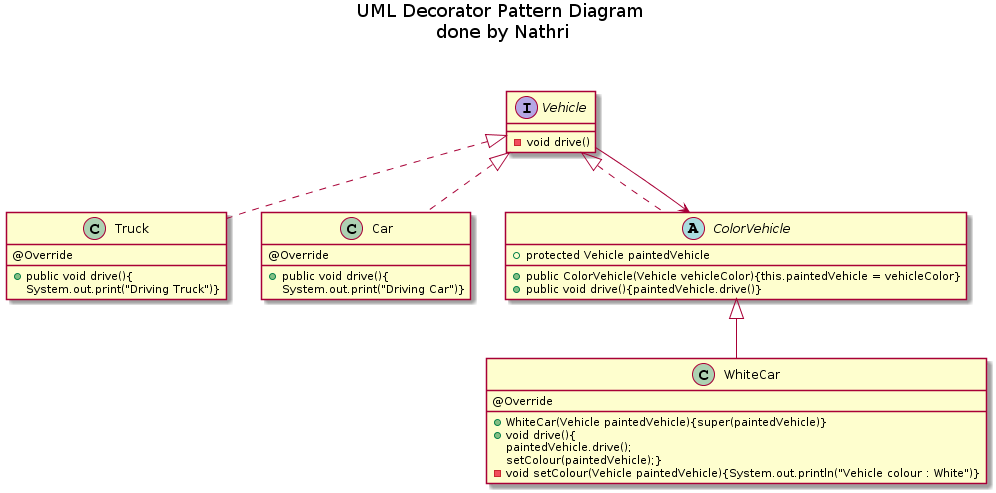 UML Decorator Pattern Diagram
done by Nathri
I Vehicle
void drive()
C Truck
@Override
public void drive(){
System.out.print("Driving Truck")}
C Car
@Override
public void drive(){
System.out.print("Driving Car")}
A ColorVehicle
protected Vehicle paintedVehicle
public ColorVehicle(Vehicle vehicleColor){this.paintedVehicle = vehicleColor}
public void drive(){paintedVehicle.drive()}
C WhiteCar
@Override
WhiteCar(Vehicle paintedVehicle){super(paintedVehicle)}
void drive(){
paintedVehicle.drive();
setColour(paintedVehicle);}
void setColour(Vehicle paintedVehicle){System.out.println("Vehicle colour : White")}